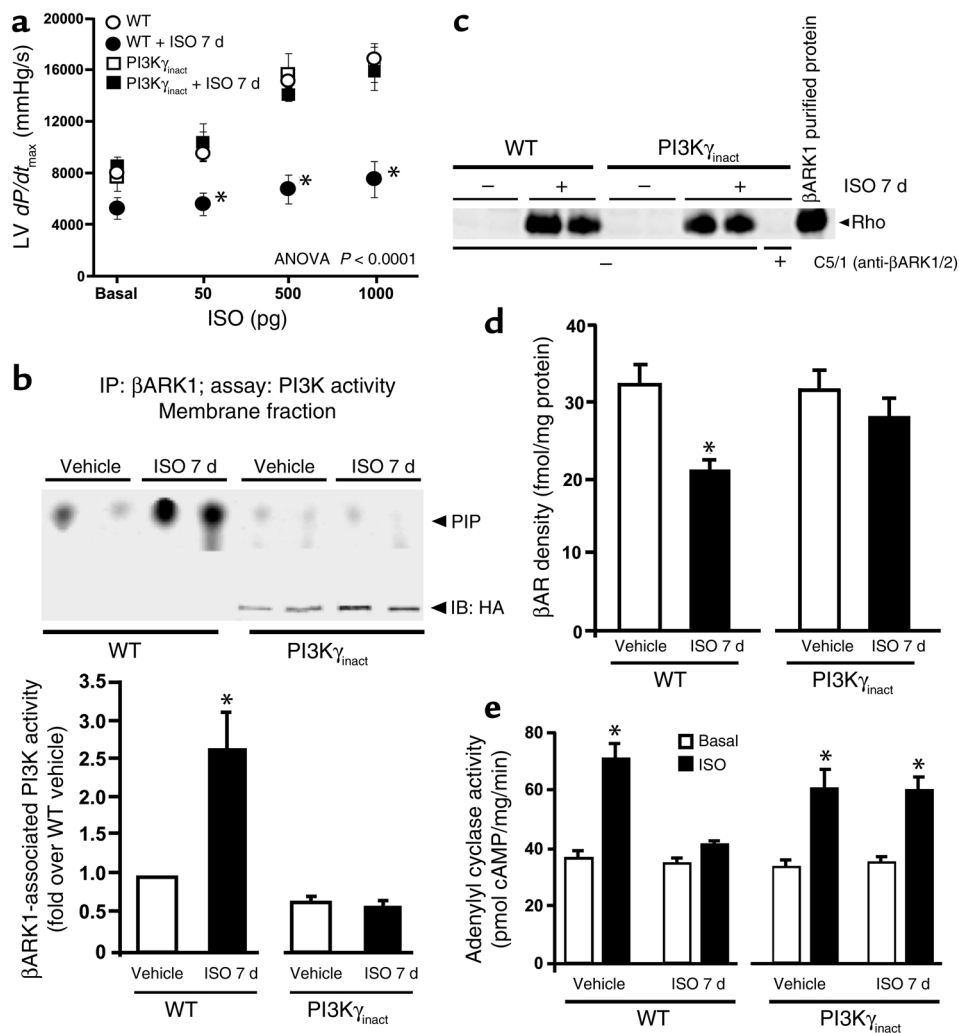 a
20000
16000
12000
8000
4000
0
LV dP/dtmax (mmHg/s)
WT
WT + ISO 7 d
PI3Kγinact
PI3Kγinact + ISO 7 d
*
*
*
ANOVA P < 0.0001
Basal
50
500
1000
ISO (pg)
b
IP: βARK1; assay: PI3K activity
Membrane fraction
Vehicle
ISO 7 d
Vehicle
ISO 7 d
PIP
IB: HA
WT
PI3Kγinact
3.5
3.0
2.5
2.0
1.5
1.0
0.5
0
βARK1-associated PI3K activity
(fold over WT vehicle)
*
Vehicle
ISO 7 d
Vehicle
ISO 7 d
WT
PI3Kγinact
c
WT
PI3Kγinact
βARK1 purified protein
–
+
–
+
ISO 7 d
Rho
–
+
C5/1 (anti-βARK1/2)
d
40
30
20
10
0
βAR density (fmol/mg protein)
*
Vehicle
ISO 7 d
Vehicle
ISO 7 d
WT
PI3Kγinact
e
80
60
40
20
0
Adenylyl cyclase activity
(pmol cAMP/mg/min)
Basal
ISO
*
*
*
Vehicle
ISO 7 d
Vehicle
ISO 7 d
WT
PI3Kγinact